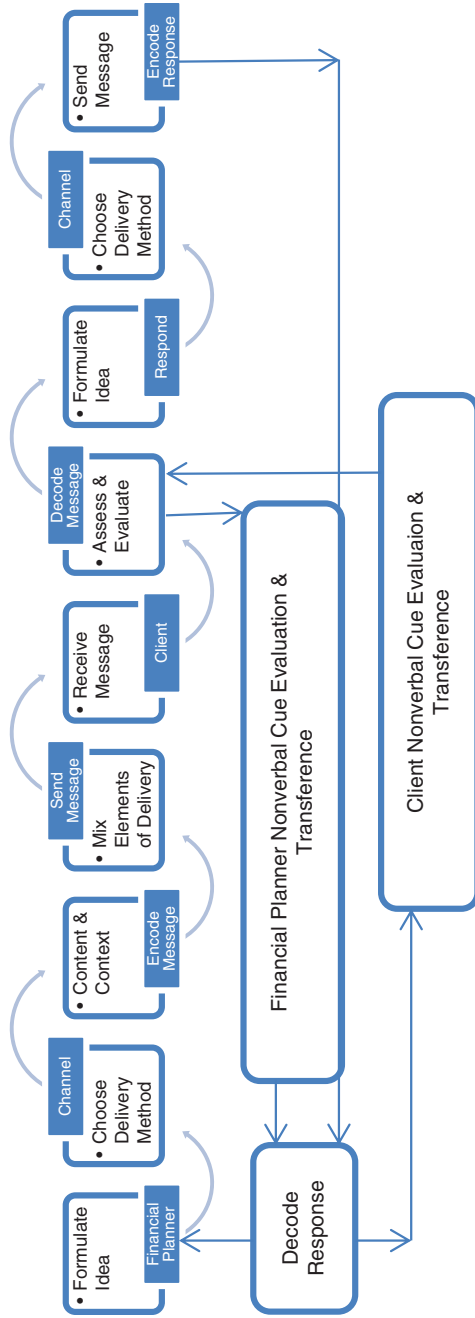 • Formulate
Idea
Financial
Planner
Channel
• Choose
Delivery
Method
• Content &
Context
Encode
Message
Send
Message
• Mix
Elements
of Delivery
• Receive
Message
Client
Decode
Message
• Assess &
Evaluate
• Formulate
Idea
Respond
Channel
• Choose
Delivery
Method
• Send
Message
Encode
Response
Decode
Response
Financial Planner Nonverbal Cue Evaluation &
Transference
Client Nonverbal Cue Evaluaion &
Transference